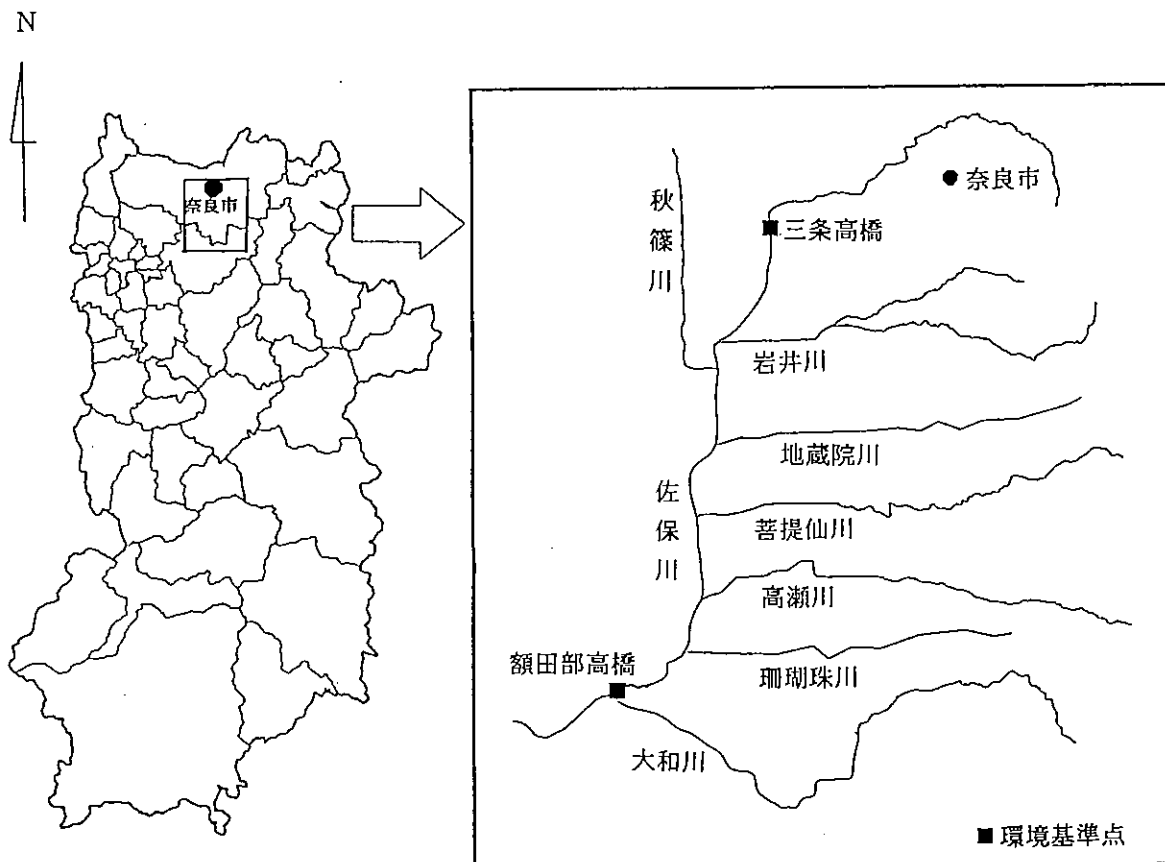 N
奈良市
奈良市
三条高橋
秋篠川
岩井川
地蔵院川
佐保川
菩提仙川
高瀬川
額田部高橋
珊瑚珠川
大和川
■環境基準点